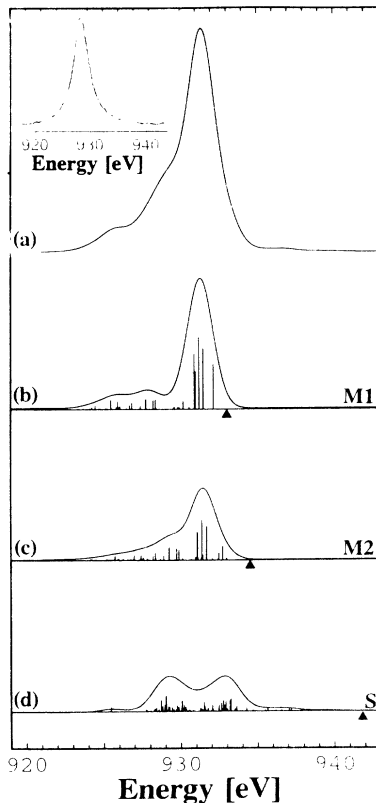 920 930 940
Energy [eV]
(a)
(b) M1
(c) M2
(d) S
920 930 940
Energy [eV]